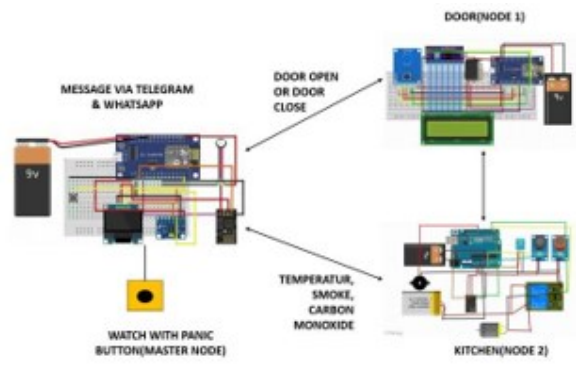 DOOR(NODE 1)
MESSAGE VIA TELEGRAM
& WHATSAPP
DOOR OPEN
OR DOOR
CLOSE
9v
TEMPERATUR,
SMOKE,
CARBON
MONOXIDE
WATCH WITH PANIC
BUTTON(MASTER NODE)
KITCHEN(NODE 2)